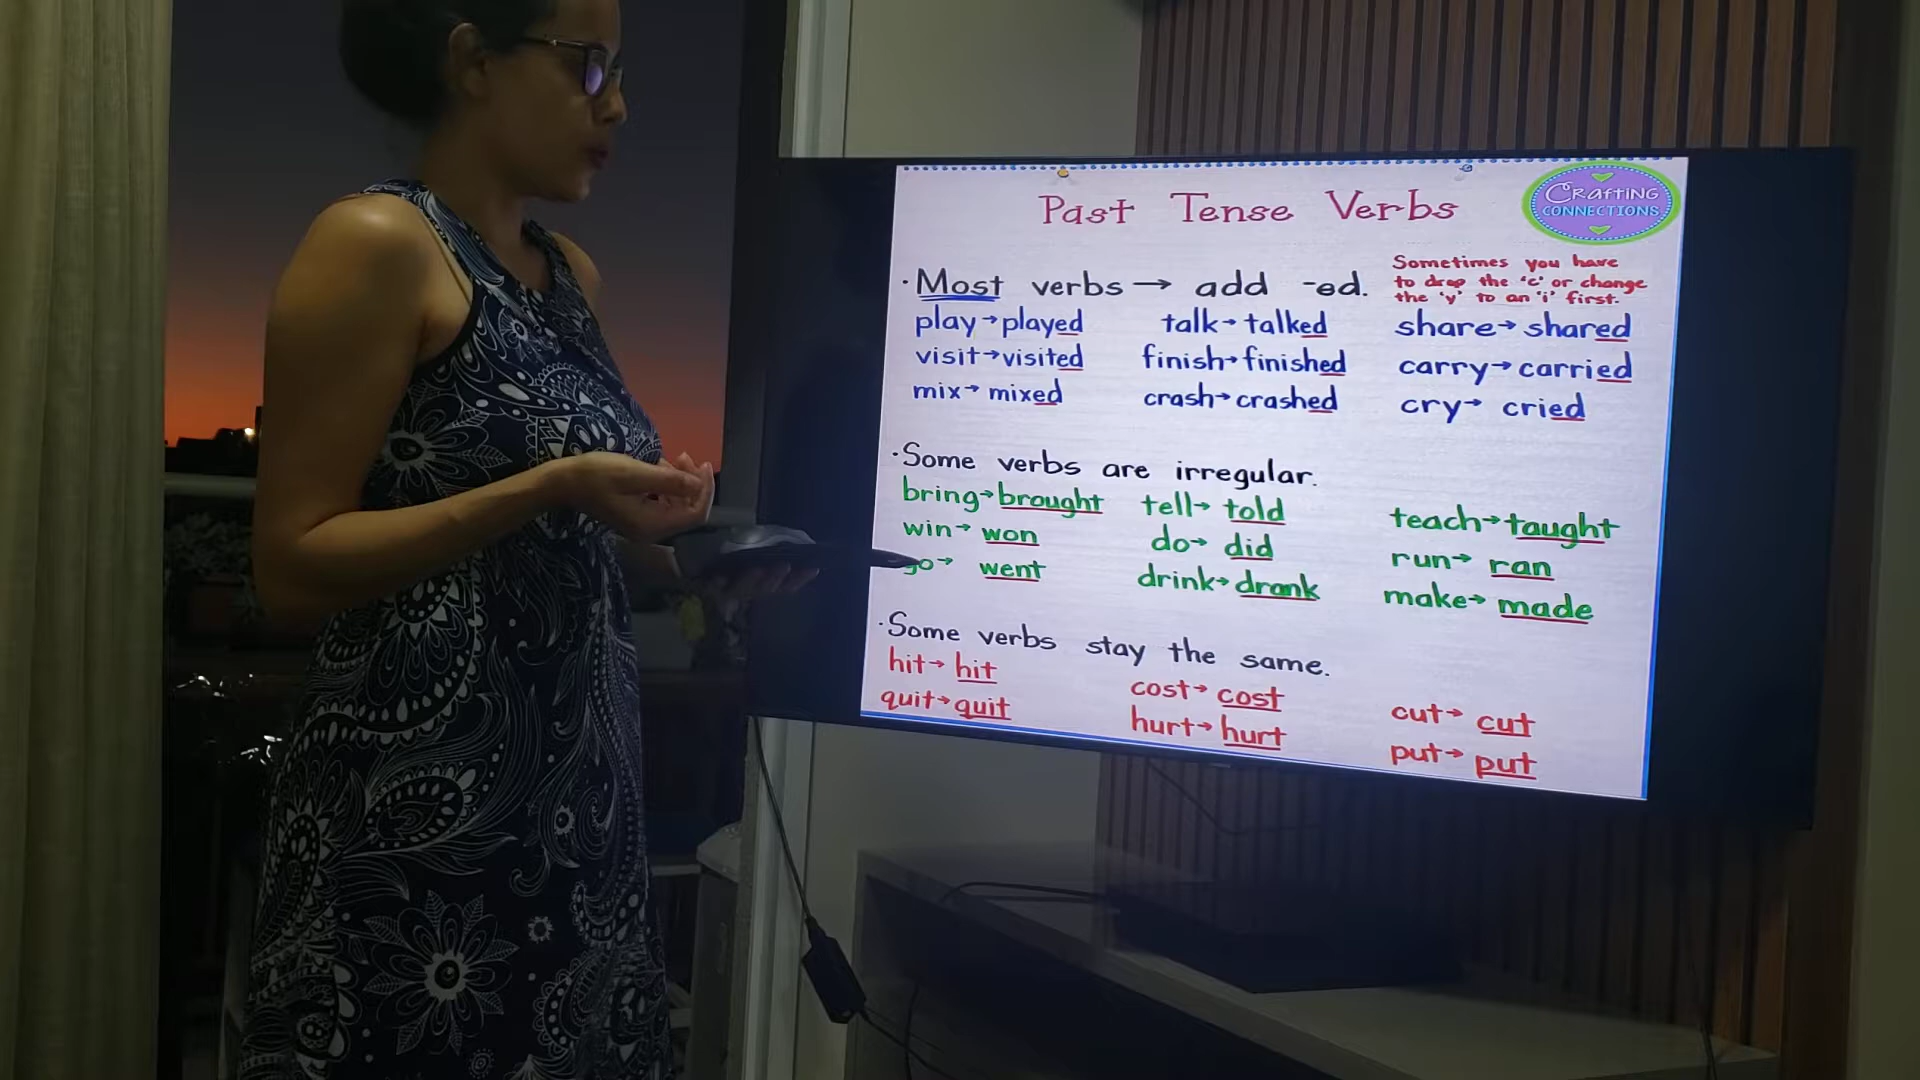 Past Tense Verbs
Crafting
CONNECTIONS
· Most verbs → add -ed.
Sometimes you have
to drop the 'e' or change
the 'y' to an 'i' first.
play → played talk → talked share → shared
visit → visited finish → finished carry → carried
mix → mixed crash → crashed cry → cried
· Some verbs are irregular.
bring → brought tell → told teach → taught
win → won do → did run → ran
go → went drink → drank make → made
· Some verbs stay the same.
hit → hit cost → cost cut → cut
quit → quit hurt → hurt put → put